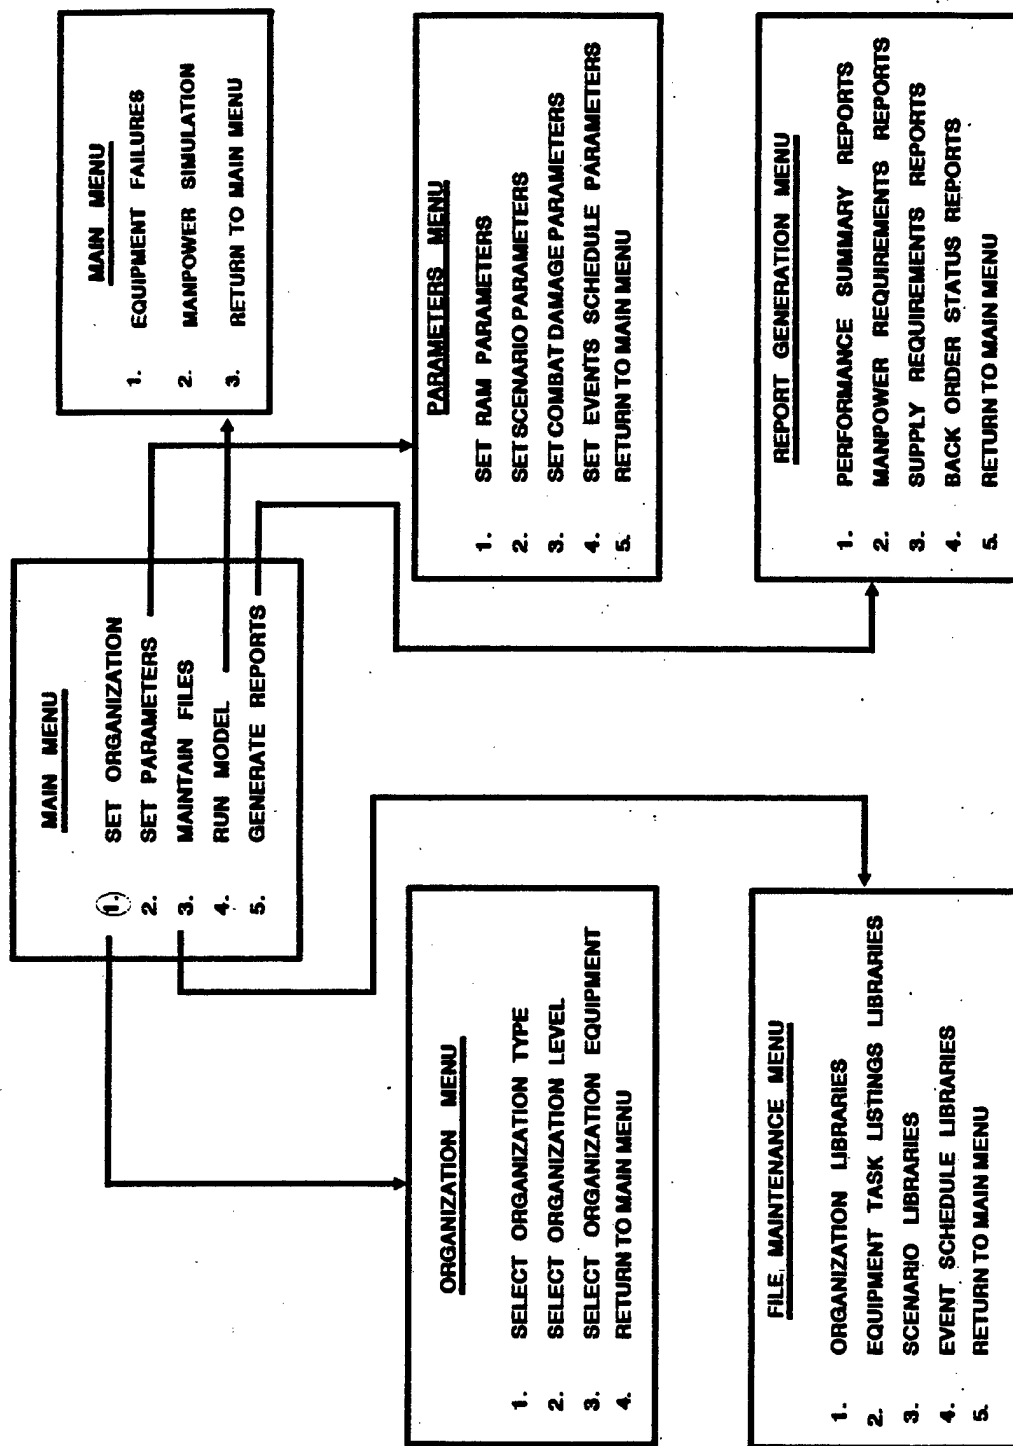 MAIN MENU
1. SET ORGANIZATION
2. SET PARAMETERS
3. MAINTAIN FILES
4. RUN MODEL
5. GENERATE REPORTS
MAIN MENU
1. EQUIPMENT FAILURES
2. MANPOWER SIMULATION
3. RETURN TO MAIN MENU
ORGANIZATION MENU
1. SELECT ORGANIZATION TYPE
2. SELECT ORGANIZATION LEVEL
3. SELECT ORGANIZATION EQUIPMENT
4. RETURN TO MAIN MENU
PARAMETERS MENU
1. SET RAM PARAMETERS
2. SET SCENARIO PARAMETERS
3. SET COMBAT DAMAGE PARAMETERS
4. SET EVENTS SCHEDULE PARAMETERS
5. RETURN TO MAIN MENU
FILE MAINTENANCE MENU
1. ORGANIZATION LIBRARIES
2. EQUIPMENT TASK LISTINGS LIBRARIES
3. SCENARIO LIBRARIES
4. EVENT SCHEDULE LIBRARIES
5. RETURN TO MAIN MENU
REPORT GENERATION MENU
1. PERFORMANCE SUMMARY REPORTS
2. MANPOWER REQUIREMENTS REPORTS
3. SUPPLY REQUIREMENTS REPORTS
4. BACK ORDER STATUS REPORTS
5. RETURN TO MAIN MENU